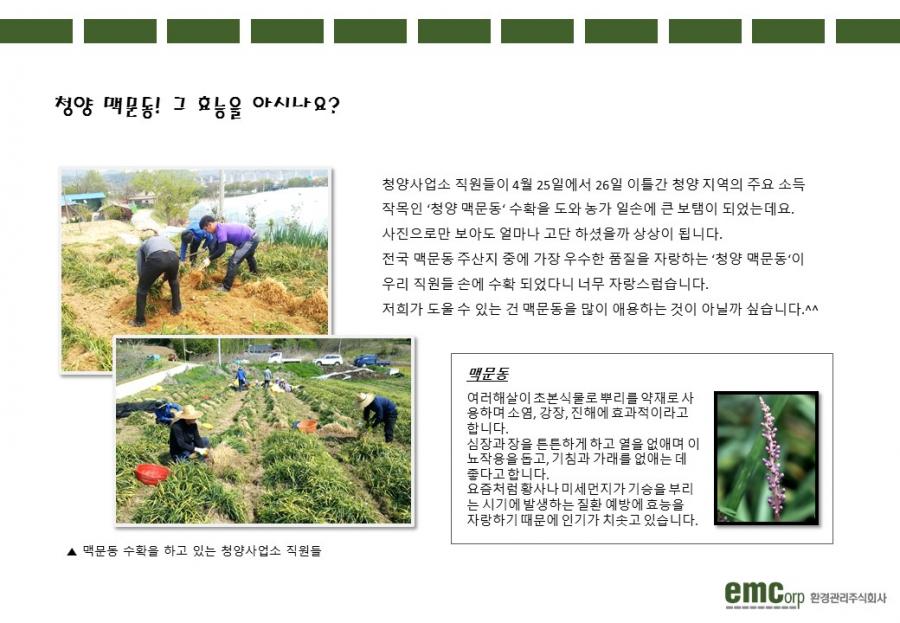 청양 맥문동! 그 효능을 아시나요?
청양사업소 직원들이 4월 25일에서 26일 이틀간 청양 지역의 주요 소득
작목인 ‘청양 맥문동‘ 수확을 도와 농가 일손에 큰 보탬이 되었는데요.
사진으로만 보아도 얼마나 고단 하셨을까 상상이 됩니다.
전국 맥문동 주산지 중에 가장 우수한 품질을 자랑하는 ‘청양 맥문동’이
우리 직원들 손에 수확 되었다니 너무 자랑스럽습니다.
저희가 도울 수 있는 건 맥문동을 많이 애용하는 것이 아닐까 싶습니다.^^
맥문동
여러해살이 초본식물로 뿌리를 약재로 사
용하며 소염, 강장, 진해에 효과적이라고
합니다.
심장과 장을 튼튼하게 하고 열을 없애며 이
뇨작용을 돕고, 기침과 가래를 없애는 데
좋다고 합니다.
요즘처럼 황사나 미세먼지가 기승을 부리
는 시기에 발생하는 질환 예방에 효능을
자랑하기 때문에 인기가 치솟고 있습니다.
▲ 맥문동 수확을 하고 있는 청양사업소 직원들
emcorp 환경관리주식회사